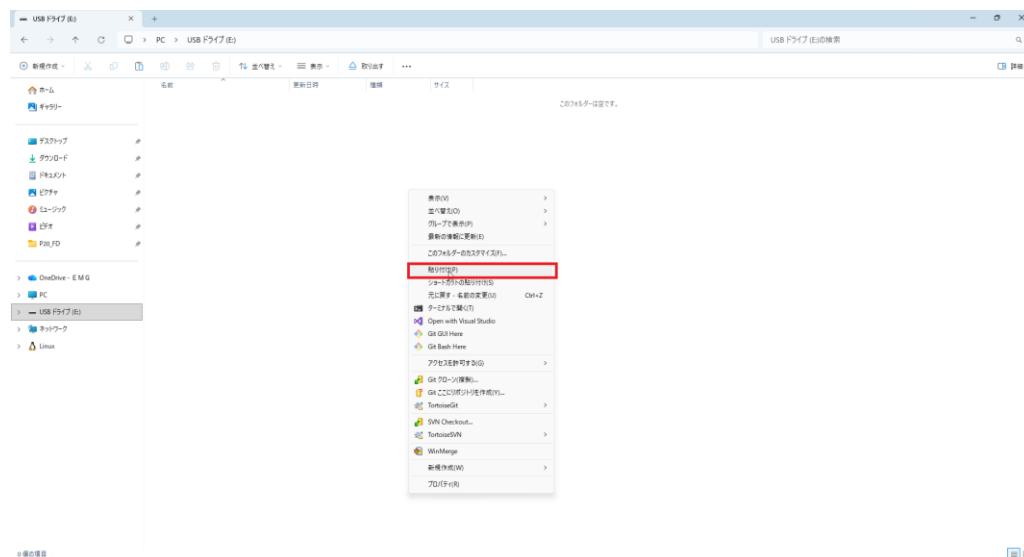 USB ドライブ (E:)
PC > USB ドライブ (E:)
USB ドライブ (E:)の検索
新規作成
並べ替え
表示
取り出す
詳細
名前
更新日時
種類
サイズ
このフォルダーは空です。
ホーム
ギャラリー
デスクトップ
ダウンロード
ドキュメント
ピクチャ
ミュージック
ビデオ
P20_FD
OneDrive - E M G
PC
USB ドライブ (E:)
ネットワーク
Linux
表示(V)
並べ替え(O)
グループで表示(P)
最新の情報に更新(E)
このフォルダーのカスタマイズ(F)...
貼り付け(P)
ショートカットの貼り付け(S)
元に戻す - 名前の変更(U) Ctrl+Z
ターミナルで開く(T)
Open with Visual Studio
Git GUI Here
Git Bash Here
アクセスを許可する(G)
Git クローン(複製)...
Git ここにリポジトリを作成(Y)...
TortoiseGit
SVN Checkout...
TortoiseSVN
WinMerge
新規作成(W)
プロパティ(R)
0 個の項目